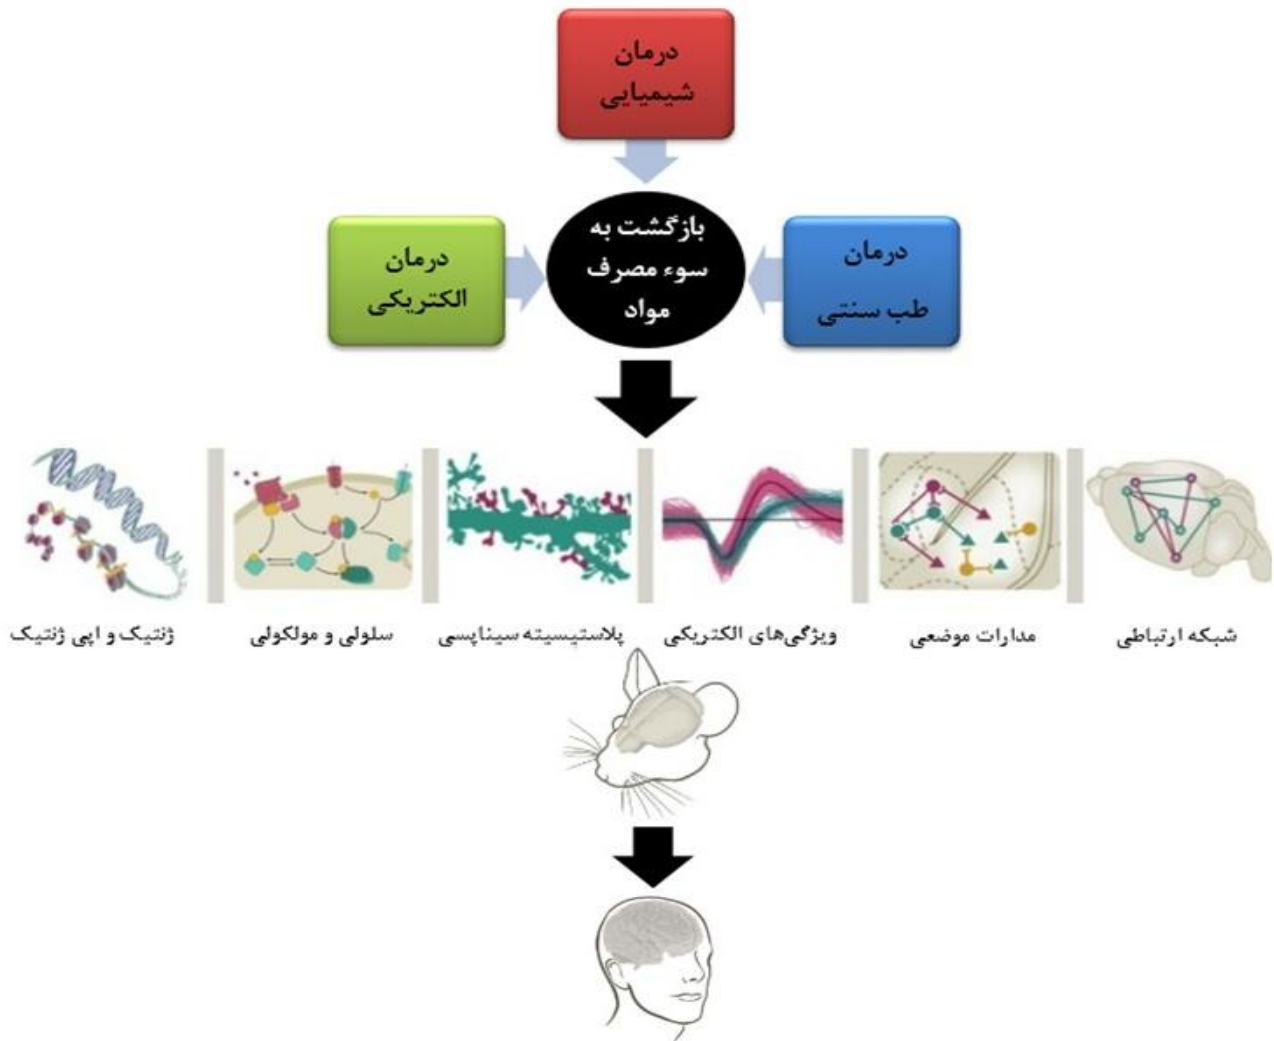 درمان
شیمیایی
بازگشت به
سوء مصرف
مواد
درمان
طب سنتی
درمان
الکتریکی
شبکه ارتباطی
مدارات موضعی
ویژگی‌های الکتریکی
پلاستیسیته سیناپسی
سلولی و مولکولی
ژنتیک و اپی ژنتیک